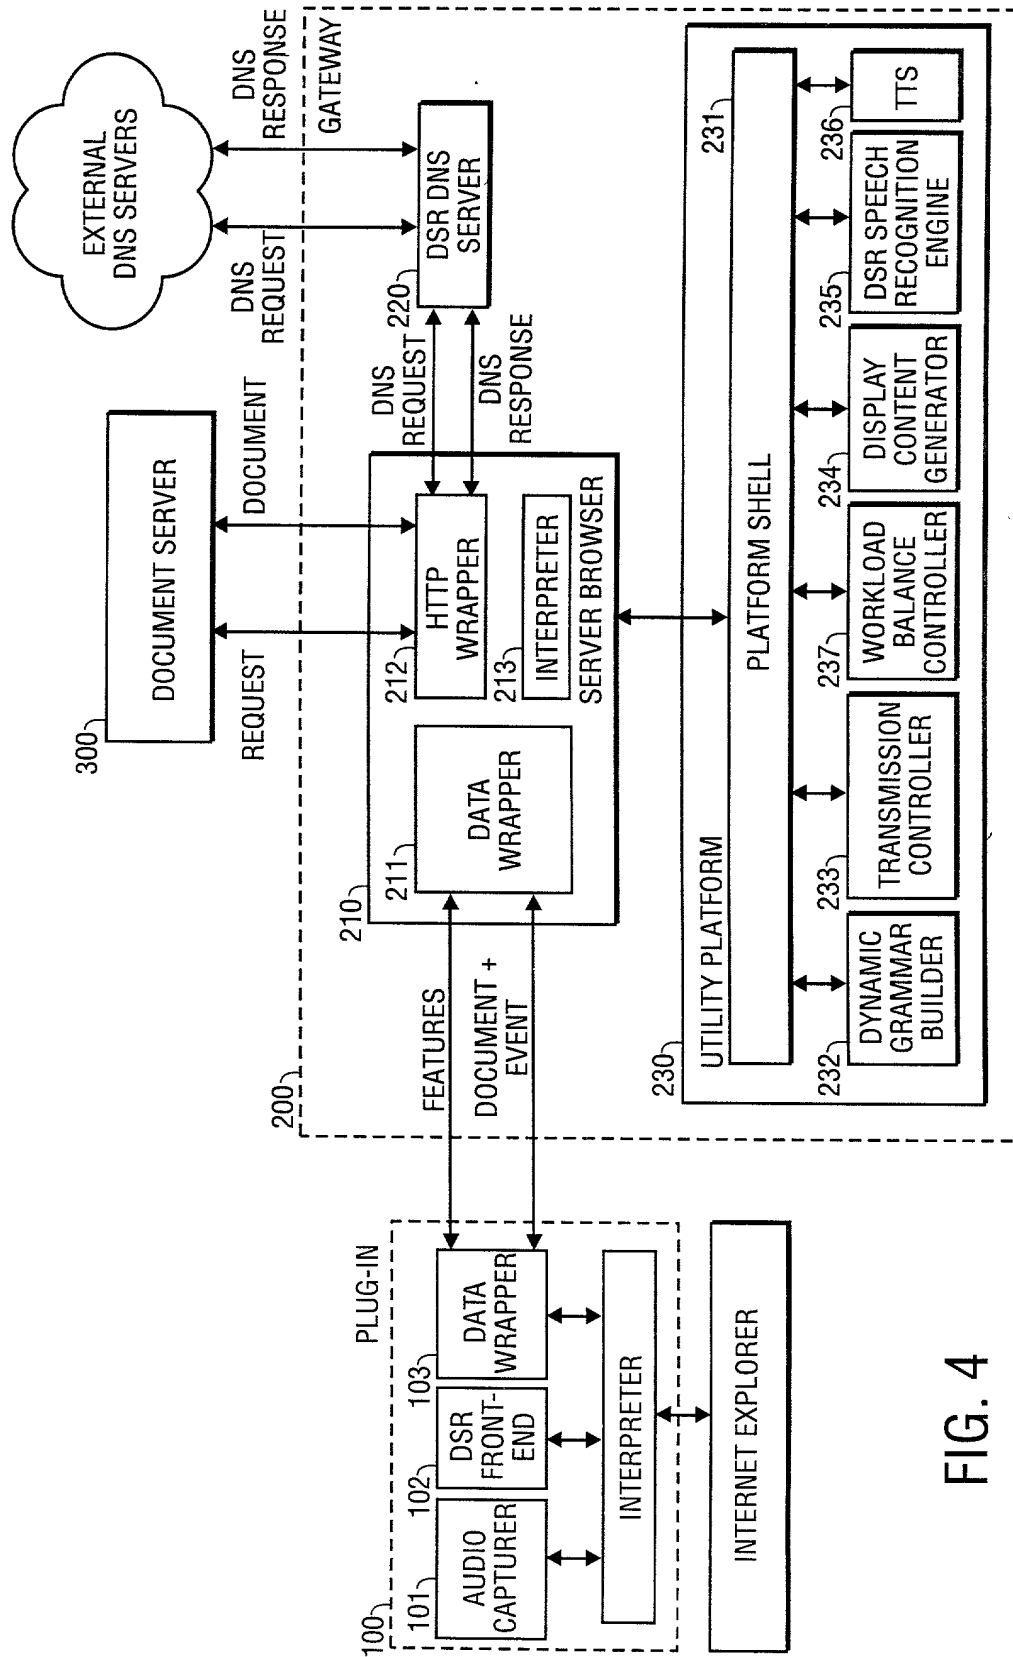 EXTERNAL
DNS SERVERS
DNS
REQUEST
DNS
RESPONSE
300
DOCUMENT SERVER
REQUEST
DOCUMENT
200
GATEWAY
220
DSR DNS
SERVER
DNS
REQUEST
DNS
RESPONSE
210
211
DATA
WRAPPER
212
HTTP
WRAPPER
213
INTERPRETER
SERVER BROWSER
FEATURES
DOCUMENT +
EVENT
100
PLUG-IN
101
AUDIO
CAPTURER
102
DSR
FRONT-
END
103
DATA
WRAPPER
INTERPRETER
INTERNET EXPLORER
230
UTILITY PLATFORM
231
PLATFORM SHELL
232
DYNAMIC
GRAMMAR
BUILDER
233
TRANSMISSION
CONTROLLER
237
WORKLOAD
BALANCE
CONTROLLER
234
DISPLAY
CONTENT
GENERATOR
235
DSR SPEECH
RECOGNITION
ENGINE
236
TTS
FIG. 4